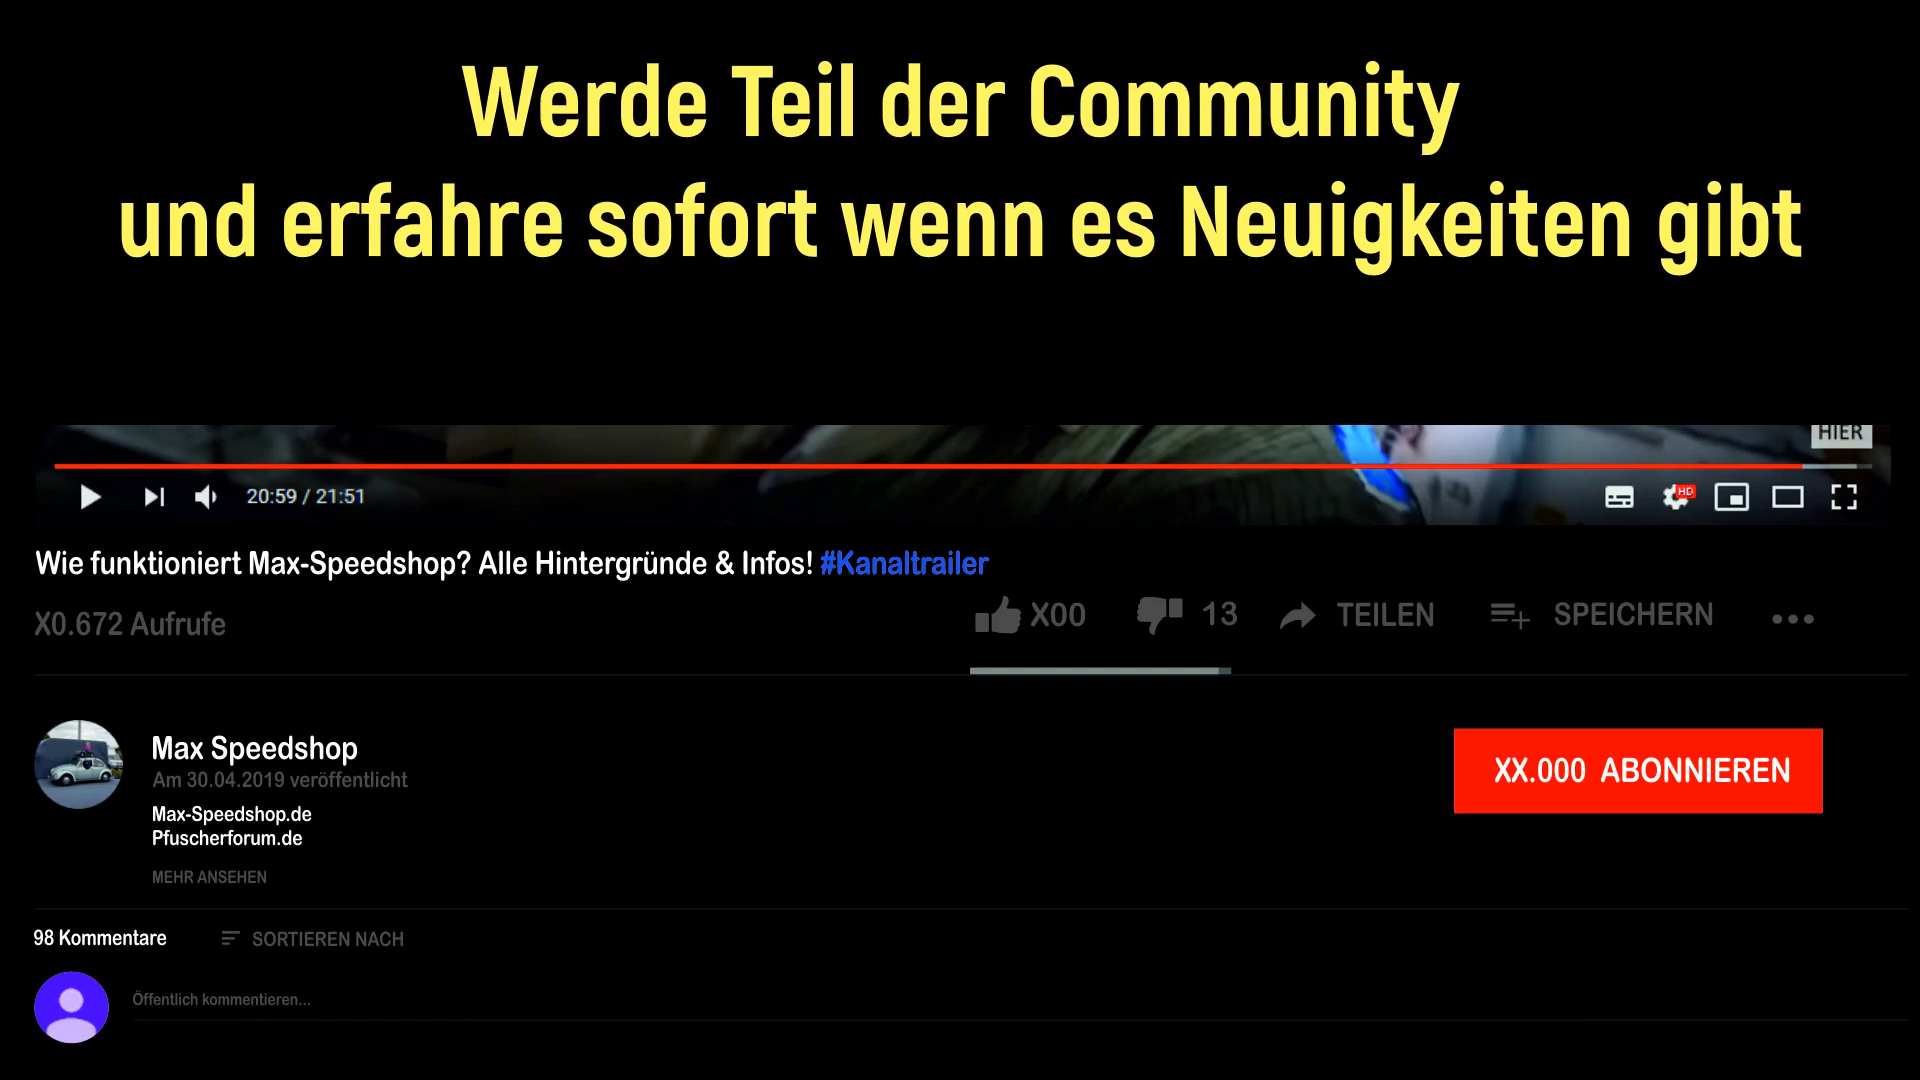 Werde Teil der Community
und erfahre sofort wenn es Neuigkeiten gibt
HIER
20:59 / 21:51
HD
Wie funktioniert Max-Speedshop? Alle Hintergründe & Infos! #Kanaltrailer
X0.672 Aufrufe
X00
13
TEILEN
SPEICHERN
Max Speedshop
Am 30.04.2019 veröffentlicht
XX.000 ABONNIEREN
Max-Speedshop.de
Pfuscherforum.de
MEHR ANSEHEN
98 Kommentare
SORTIEREN NACH
Öffentlich kommentieren...